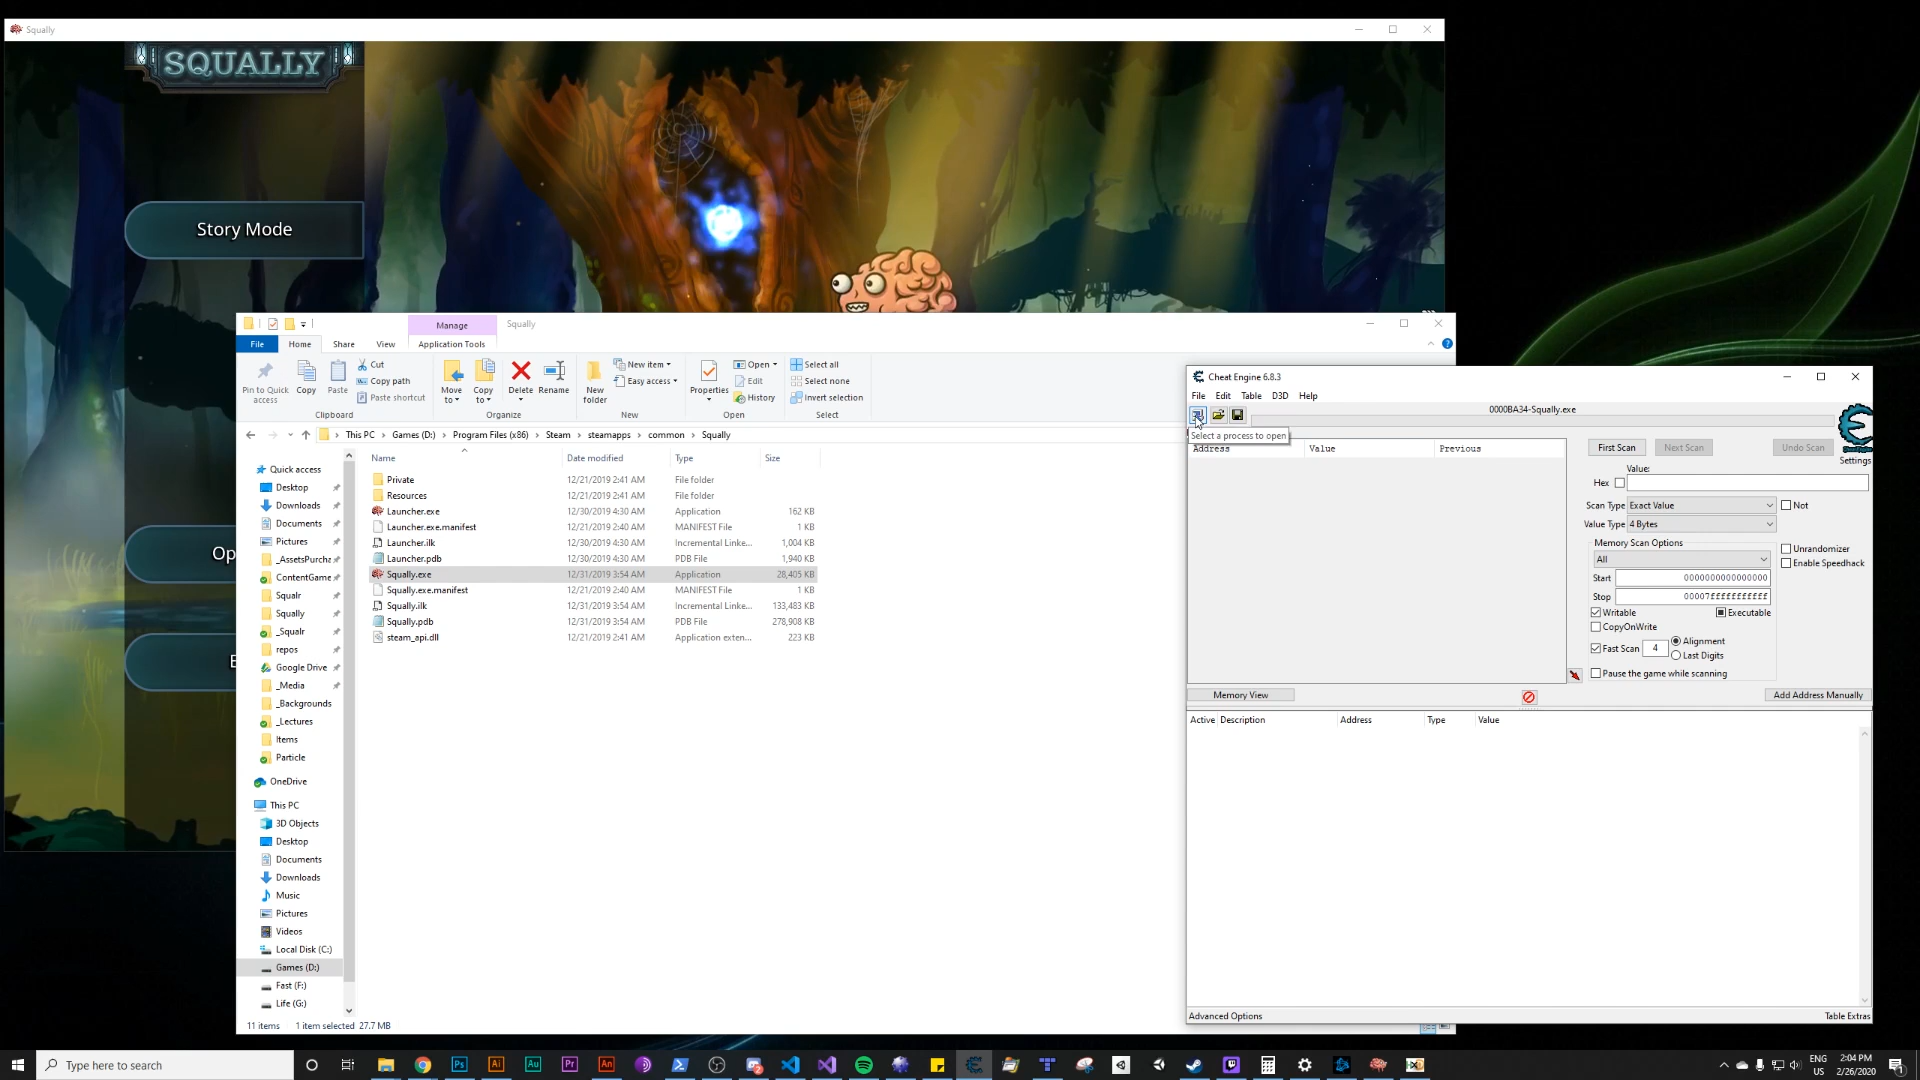 Squally
SQUALLY
Story Mode
Op
E
Manage
Squally
File
Home
Share
View
Application Tools
Pin to Quick
access
Copy
Paste
Cut
Copy path
Paste shortcut
Clipboard
Move
to
Copy
to
Delete
Rename
Organize
New
folder
New item
Easy access
New
Properties
Open
Edit
History
Open
Select all
Select none
Invert selection
Select
This PC > Games (D:) > Program Files (x86) > Steam > steamapps > common > Squally
Name
Date modified
Type
Size
Private 12/21/2019 2:41 AM File folder
Resources 12/21/2019 2:41 AM File folder
Launcher.exe 12/30/2019 4:30 AM Application 162 KB
Launcher.exe.manifest 12/21/2019 2:40 AM MANIFEST File 1 KB
Launcher.ilk 12/30/2019 4:30 AM Incremental Linke... 1,004 KB
Launcher.pdb 12/30/2019 4:30 AM PDB File 1,940 KB
Squally.exe 12/31/2019 3:54 AM Application 28,405 KB
Squally.exe.manifest 12/21/2019 2:40 AM MANIFEST File 1 KB
Squally.ilk 12/31/2019 3:54 AM Incremental Linke... 133,483 KB
Squally.pdb 12/31/2019 3:54 AM PDB File 278,908 KB
steam_api.dll 12/21/2019 2:41 AM Application exten... 223 KB
Quick access
Desktop
Downloads
Documents
Pictures
_AssetsPurcha
ContentGame
Squalr
Squally
_Squalr
repos
Google Drive
_Media
_Backgrounds
_Lectures
Items
Particle
OneDrive
This PC
3D Objects
Desktop
Documents
Downloads
Music
Pictures
Videos
Local Disk (C:)
Games (D:)
Fast (F:)
Life (G:)
11 items 1 item selected 27.7 MB
Cheat Engine 6.8.3
File Edit Table D3D Help
0000BA34-Squally.exe
Select a process to open
Address Value Previous
First Scan
Next Scan
Undo Scan
Settings
Value:
Hex
Scan Type Exact Value
Not
Value Type 4 Bytes
Memory Scan Options
All
Unrandomizer
Enable Speedhack
Start 0000000000000000
Stop 00007fffffffffff
Writable
Executable
CopyOnWrite
Fast Scan 4
Alignment
Last Digits
Pause the game while scanning
Memory View
Add Address Manually
Active Description Address Type Value
Advanced Options
Table Extras
Type here to search
Ps
Ai
Au
Pr
An
ENG
US
2:04 PM
2/26/2020